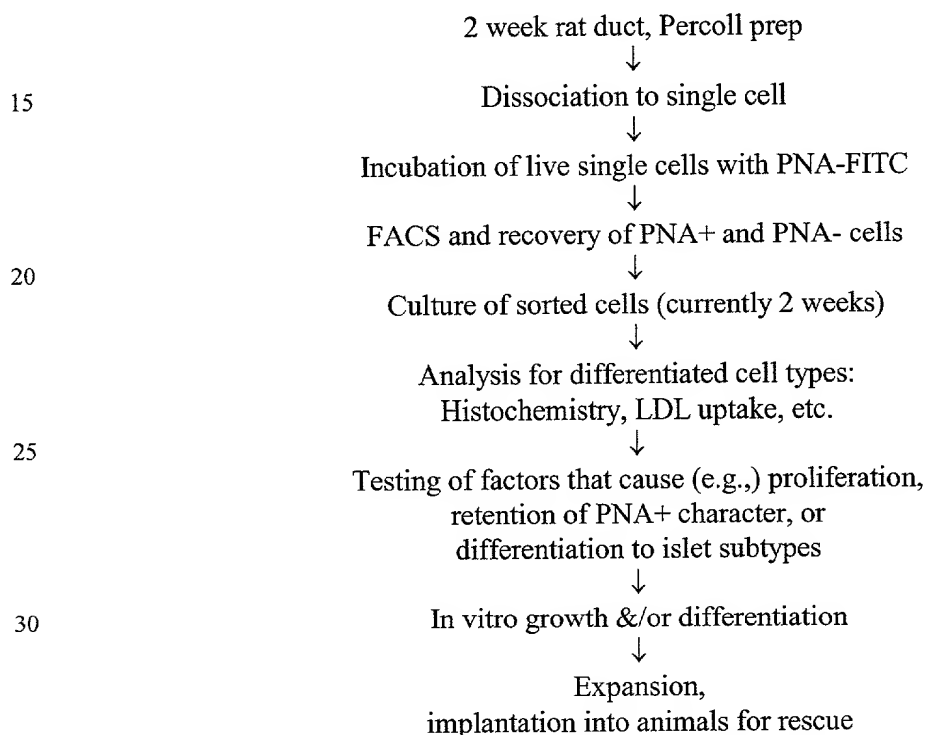 2 week rat duct, Percoll prep
↓
15 Dissociation to single cell
↓
Incubation of live single cells with PNA-FITC
↓
FACS and recovery of PNA+ and PNA- cells
↓
20
Culture of sorted cells (currently 2 weeks)
↓
Analysis for differentiated cell types:
Histochemistry, LDL uptake, etc.
↓
25
Testing of factors that cause (e.g.,) proliferation,
retention of PNA+ character, or
differentiation to islet subtypes
↓
30 In vitro growth &/or differentiation
↓
Expansion,
implantation into animals for rescue